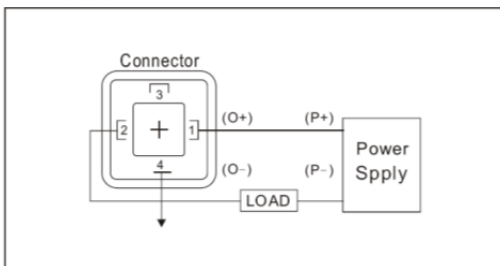 Connector
3
2
1
4
(O+) (P+)
(O−) (P−)
Power
Spply
LOAD